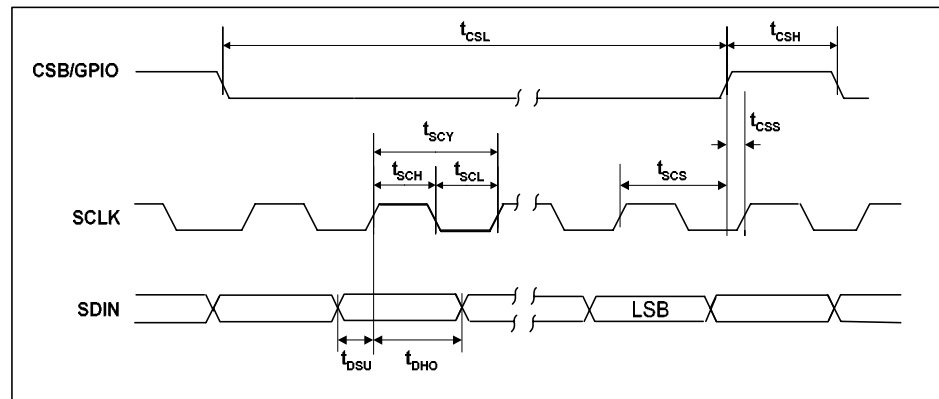 tCSL
tCSH
CSB/GPIO
tCSS
tSCY
tSCH
tSCL
tSCS
SCLK
SDIN
LSB
tDSU
tDHO